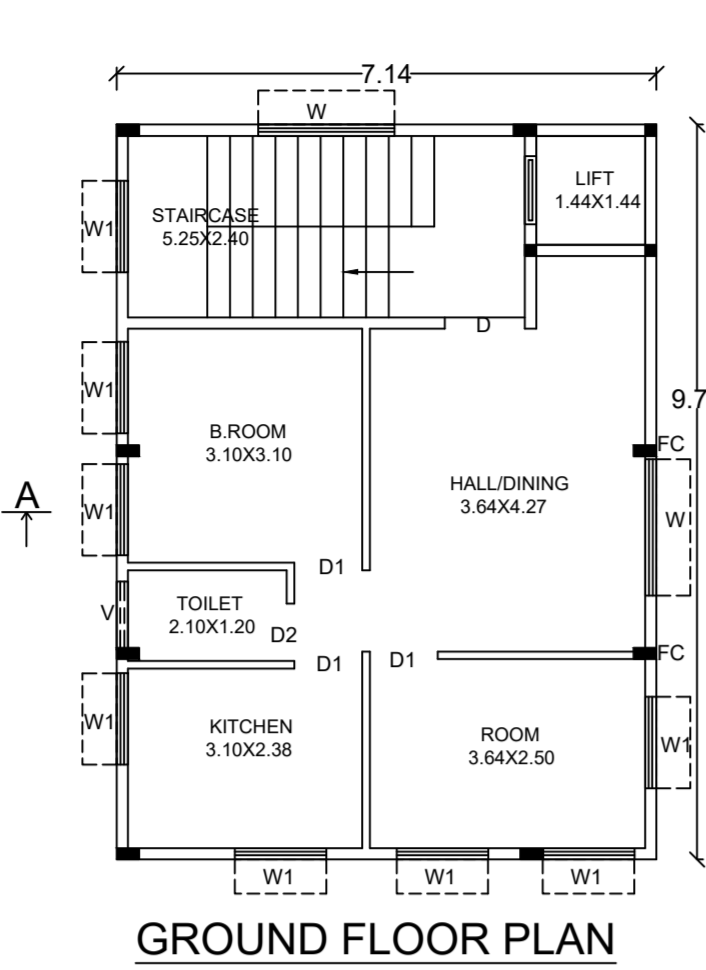 7.14
W
LIFT
1.44X1.44
W1
STAIRCASE
5.25X2.40
D
W1
9.7
B.ROOM
3.10X3.10
FC
HALL/DINING
3.64X4.27
A
W1
W
D1
TOILET
2.10X1.20
V
D2
D1
D1
FC
W1
KITCHEN
3.10X2.38
ROOM
3.64X2.50
W1
W1
W1
W1
GROUND FLOOR PLAN